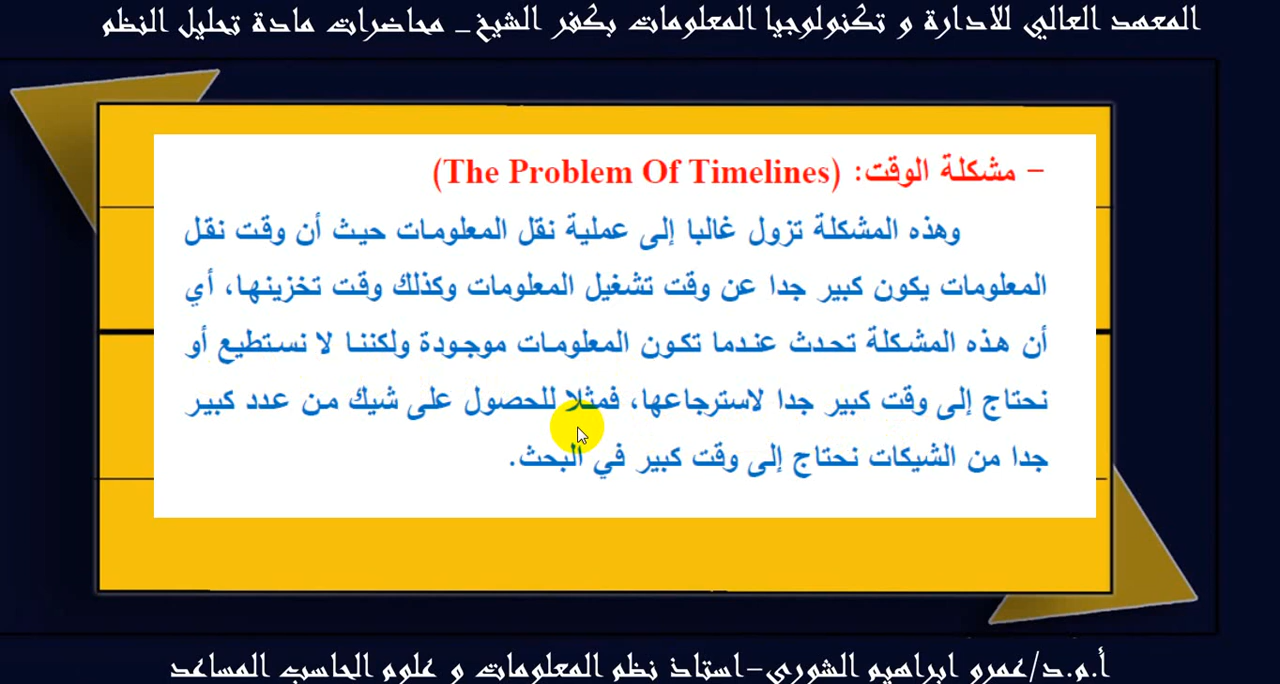 المعهد العالي للادارة و تكنولوجيا المعلومات بكفر الشيخ_ محاضرات مادة تحليل النظم
- مشكلة الوقت: (The Problem Of Timelines)
وهذه المشكلة تزول غالبا إلى عملية نقل المعلومات حيث أن وقت نقل
المعلومات يكون كبير جدا عن وقت تشغيل المعلومات وكذلك وقت تخزينها، أي
أن هذه المشكلة تحدث عندما تكون المعلومات موجودة ولكننا لا نستطيع أو
نحتاج إلى وقت كبير جدا لاسترجاعها، فمثلا للحصول على شيك من عدد كبير
جدا من الشيكات نحتاج إلى وقت كبير في البحث.
أ.م.د/عمرو ابراهيم الشورى-استاذ نظم المعلومات و علوم الحاسب المساعد